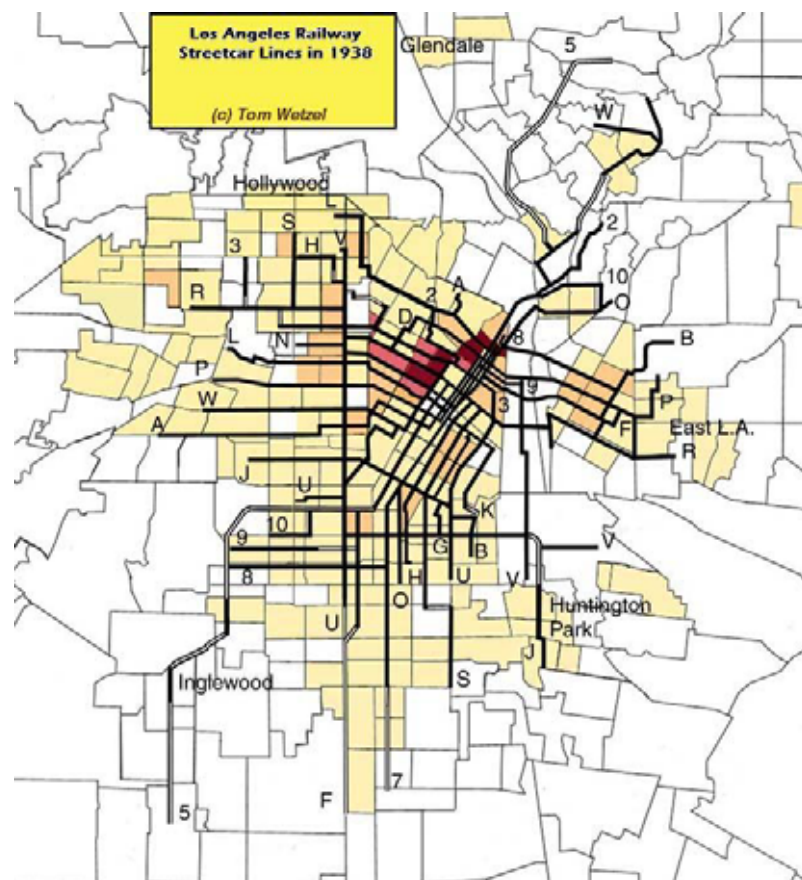 Los Angeles Railway
Streetcar Lines in 1938
(c) Tom Wetzel
Glendale
5
W
Hollywood
S
H
V
3
2
R
2
A
10
O
D
L
N
8
B
P
9
W
3
P
F
East L.A.
A
R
J
1
U
K
10
9
G
B
V
8
H
U
V
O
Huntington
Park
U
J
Inglewood
S
7
F
5